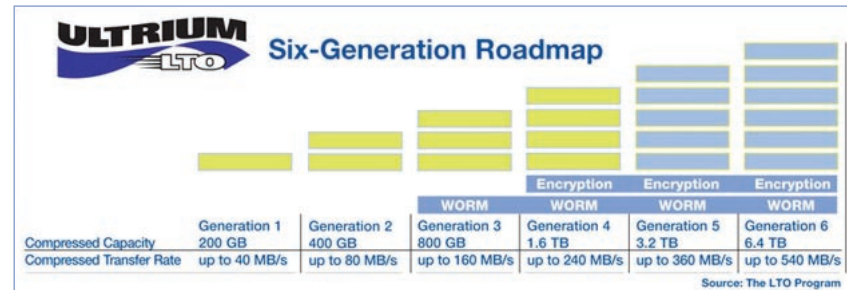 ULTRIUM
LTO
Six-Generation Roadmap
Encryption Encryption Encryption
WORM WORM WORM WORM
Generation 1 Generation 2 Generation 3 Generation 4 Generation 5 Generation 6
Compressed Capacity 200 GB 400 GB 800 GB 1.6 TB 3.2 TB 6.4 TB
Compressed Transfer Rate up to 40 MB/s up to 80 MB/s up to 160 MB/s up to 240 MB/s up to 360 MB/s up to 540 MB/s
Source: The LTO Program